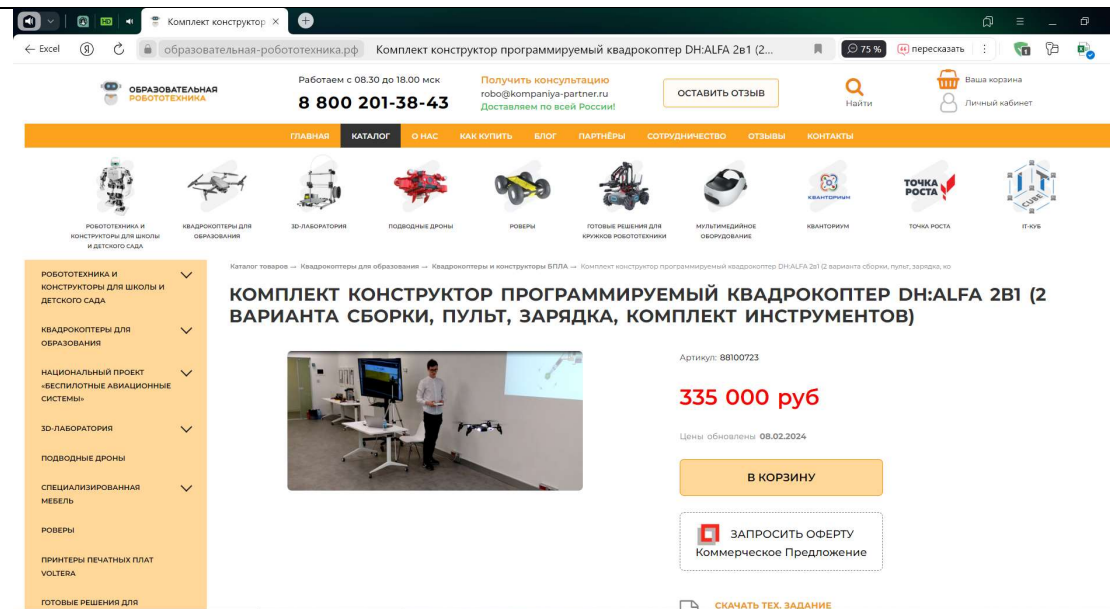 Комплект конструктор
Excel
образовательная-робототехника.рф
Комплект конструктор программируемый квадрокоптер DH:ALFA 2в1 (2...
75 %
пересказать
ОБРАЗОВАТЕЛЬНАЯ
РОБОТОТЕХНИКА
Работаем с 08.30 до 18.00 мск
8 800 201-38-43
Получить консультацию
robo@kompaniya-partner.ru
Доставляем по всей России!
ОСТАВИТЬ ОТЗЫВ
Найти
Ваша корзина
Личный кабинет
ГЛАВНАЯ КАТАЛОГ О НАС КАК КУПИТЬ БЛОГ ПАРТНЁРЫ СОТРУДНИЧЕСТВО ОТЗЫВЫ КОНТАКТЫ
КВАНТОРИУМ
ТОЧКА
РОСТА
IT
CUBE
РОБОТОТЕХНИКА И
КОНСТРУКТОРЫ ДЛЯ ШКОЛЫ
И ДЕТСКОГО САДА
КВАДРОКОПТЕРЫ ДЛЯ
ОБРАЗОВАНИЯ
3D-ЛАБОРАТОРИЯ
ПОДВОДНЫЕ ДРОНЫ
РОВЕРЫ
ГОТОВЫЕ РЕШЕНИЯ ДЛЯ
КРУЖКОВ РОБОТОТЕХНИКИ
МУЛЬТИМЕДИЙНОЕ
ОБОРУДОВАНИЕ
КВАНТОРИУМ
ТОЧКА РОСТА
IT-КУБ
РОБОТОТЕХНИКА И
КОНСТРУКТОРЫ ДЛЯ ШКОЛЫ И
ДЕТСКОГО САДА
КВАДРОКОПТЕРЫ ДЛЯ
ОБРАЗОВАНИЯ
НАЦИОНАЛЬНЫЙ ПРОЕКТ
«БЕСПИЛОТНЫЕ АВИАЦИОННЫЕ
СИСТЕМЫ»
3D-ЛАБОРАТОРИЯ
ПОДВОДНЫЕ ДРОНЫ
СПЕЦИАЛИЗИРОВАННАЯ
МЕБЕЛЬ
РОВЕРЫ
ПРИНТЕРЫ ПЕЧАТНЫХ ПЛАТ
VOLTERA
ГОТОВЫЕ РЕШЕНИЯ ДЛЯ
Каталог товаров → Квадрокоптеры для образования → Квадрокоптеры и конструкторы БПЛА → Комплект конструктор программируемый квадрокоптер DH:ALFA 2в1 (2 варианта сборки, пульт, зарядка, ко
КОМПЛЕКТ КОНСТРУКТОР ПРОГРАММИРУЕМЫЙ КВАДРОКОПТЕР DH:ALFA 2В1 (2
ВАРИАНТА СБОРКИ, ПУЛЬТ, ЗАРЯДКА, КОМПЛЕКТ ИНСТРУМЕНТОВ)
Артикул: 88100723
335 000 руб
Цены обновлены 08.02.2024
В КОРЗИНУ
ЗАПРОСИТЬ ОФЕРТУ
Коммерческое Предложение
СКАЧАТЬ ТЕХ. ЗАДАНИЕ